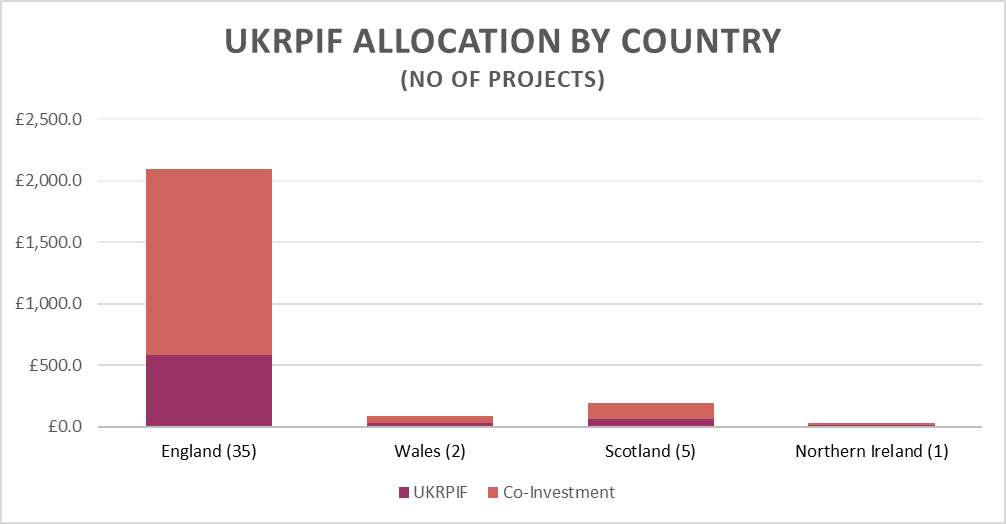 UKRPIF ALLOCATION BY COUNTRY
(NO OF PROJECTS)
£2,500.0
£2,000.0
£1,500.0
£1,000.0
£500.0
£0.0
England (35) Wales (2) Scotland (5) Northern Ireland (1)
UKRPIF Co-Investment